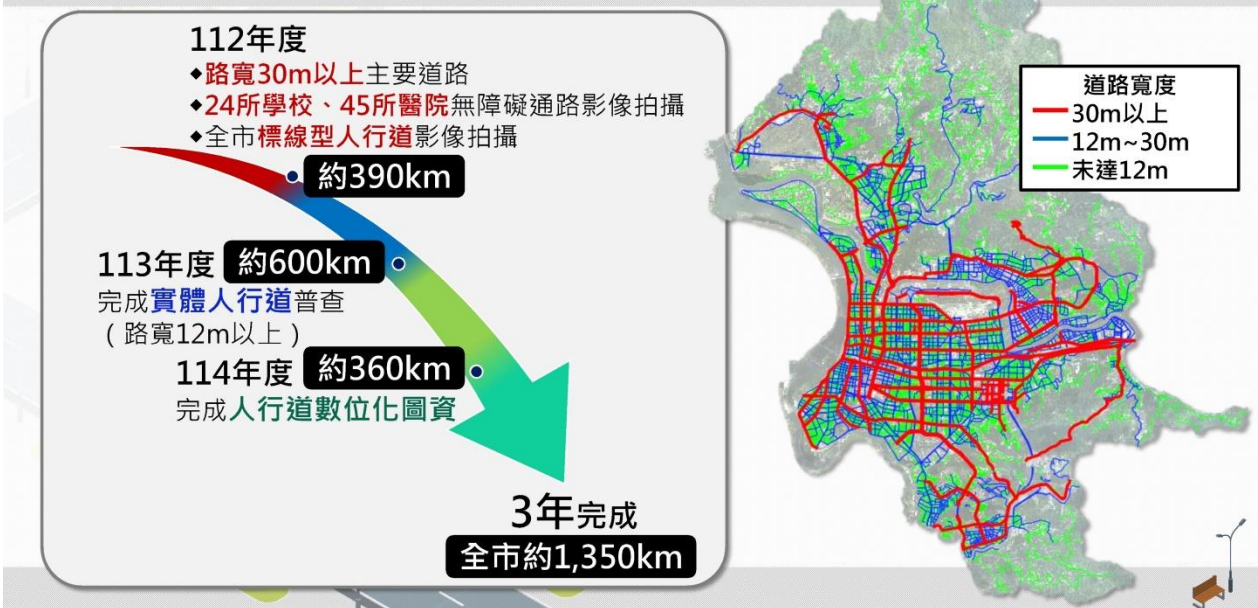 112年度
◆路寬30m以上主要道路
◆24所學校、45所醫院無障礙通路影像拍攝
◆全市標線型人行道影像拍攝
約390km
113年度 約600km
完成實體人行道普查
（路寬12m以上）
114年度 約360km
完成人行道數位化圖資
3年完成
全市約1,350km
道路寬度
30m以上
12m~30m
未達12m